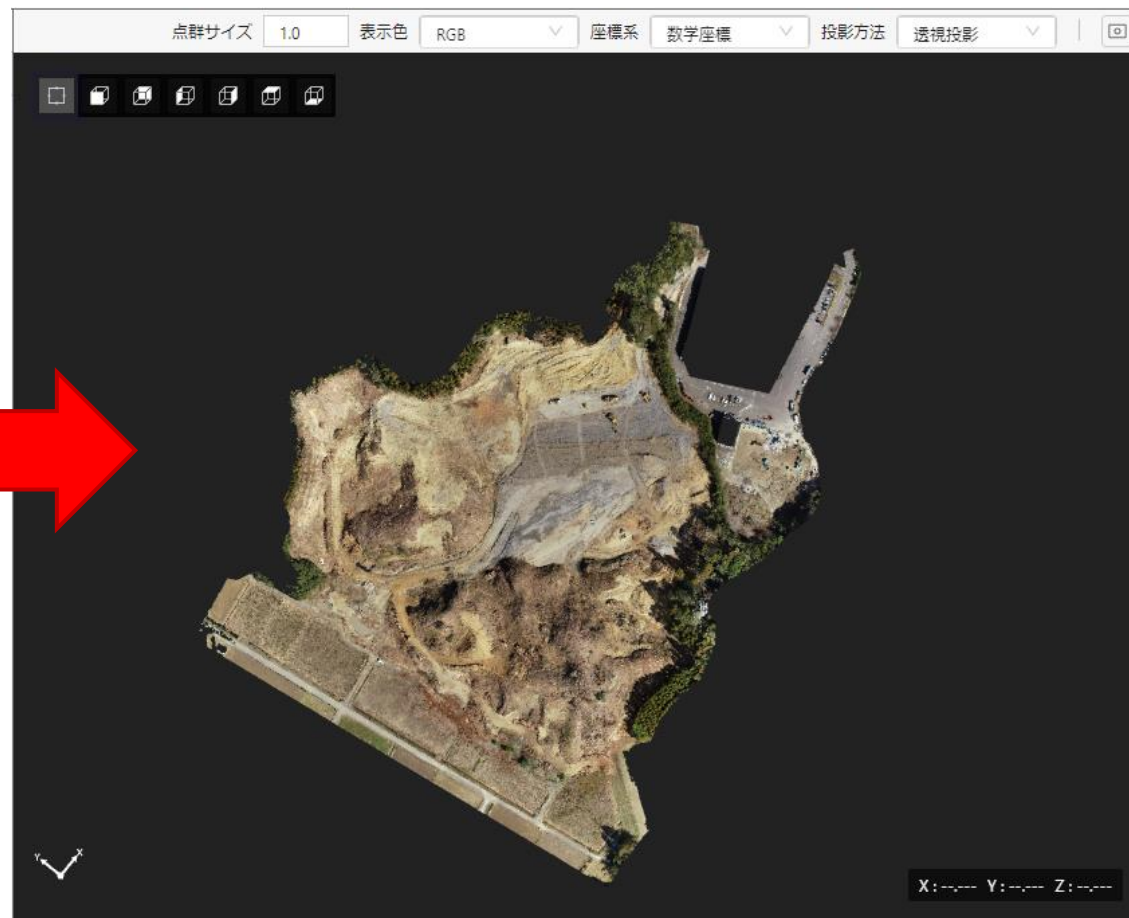 点群サイズ 1.0 表示色 RGB 座標系 数学座標 投影方法 透視投影
Y X
X:--.--- Y:--.--- Z:--.---